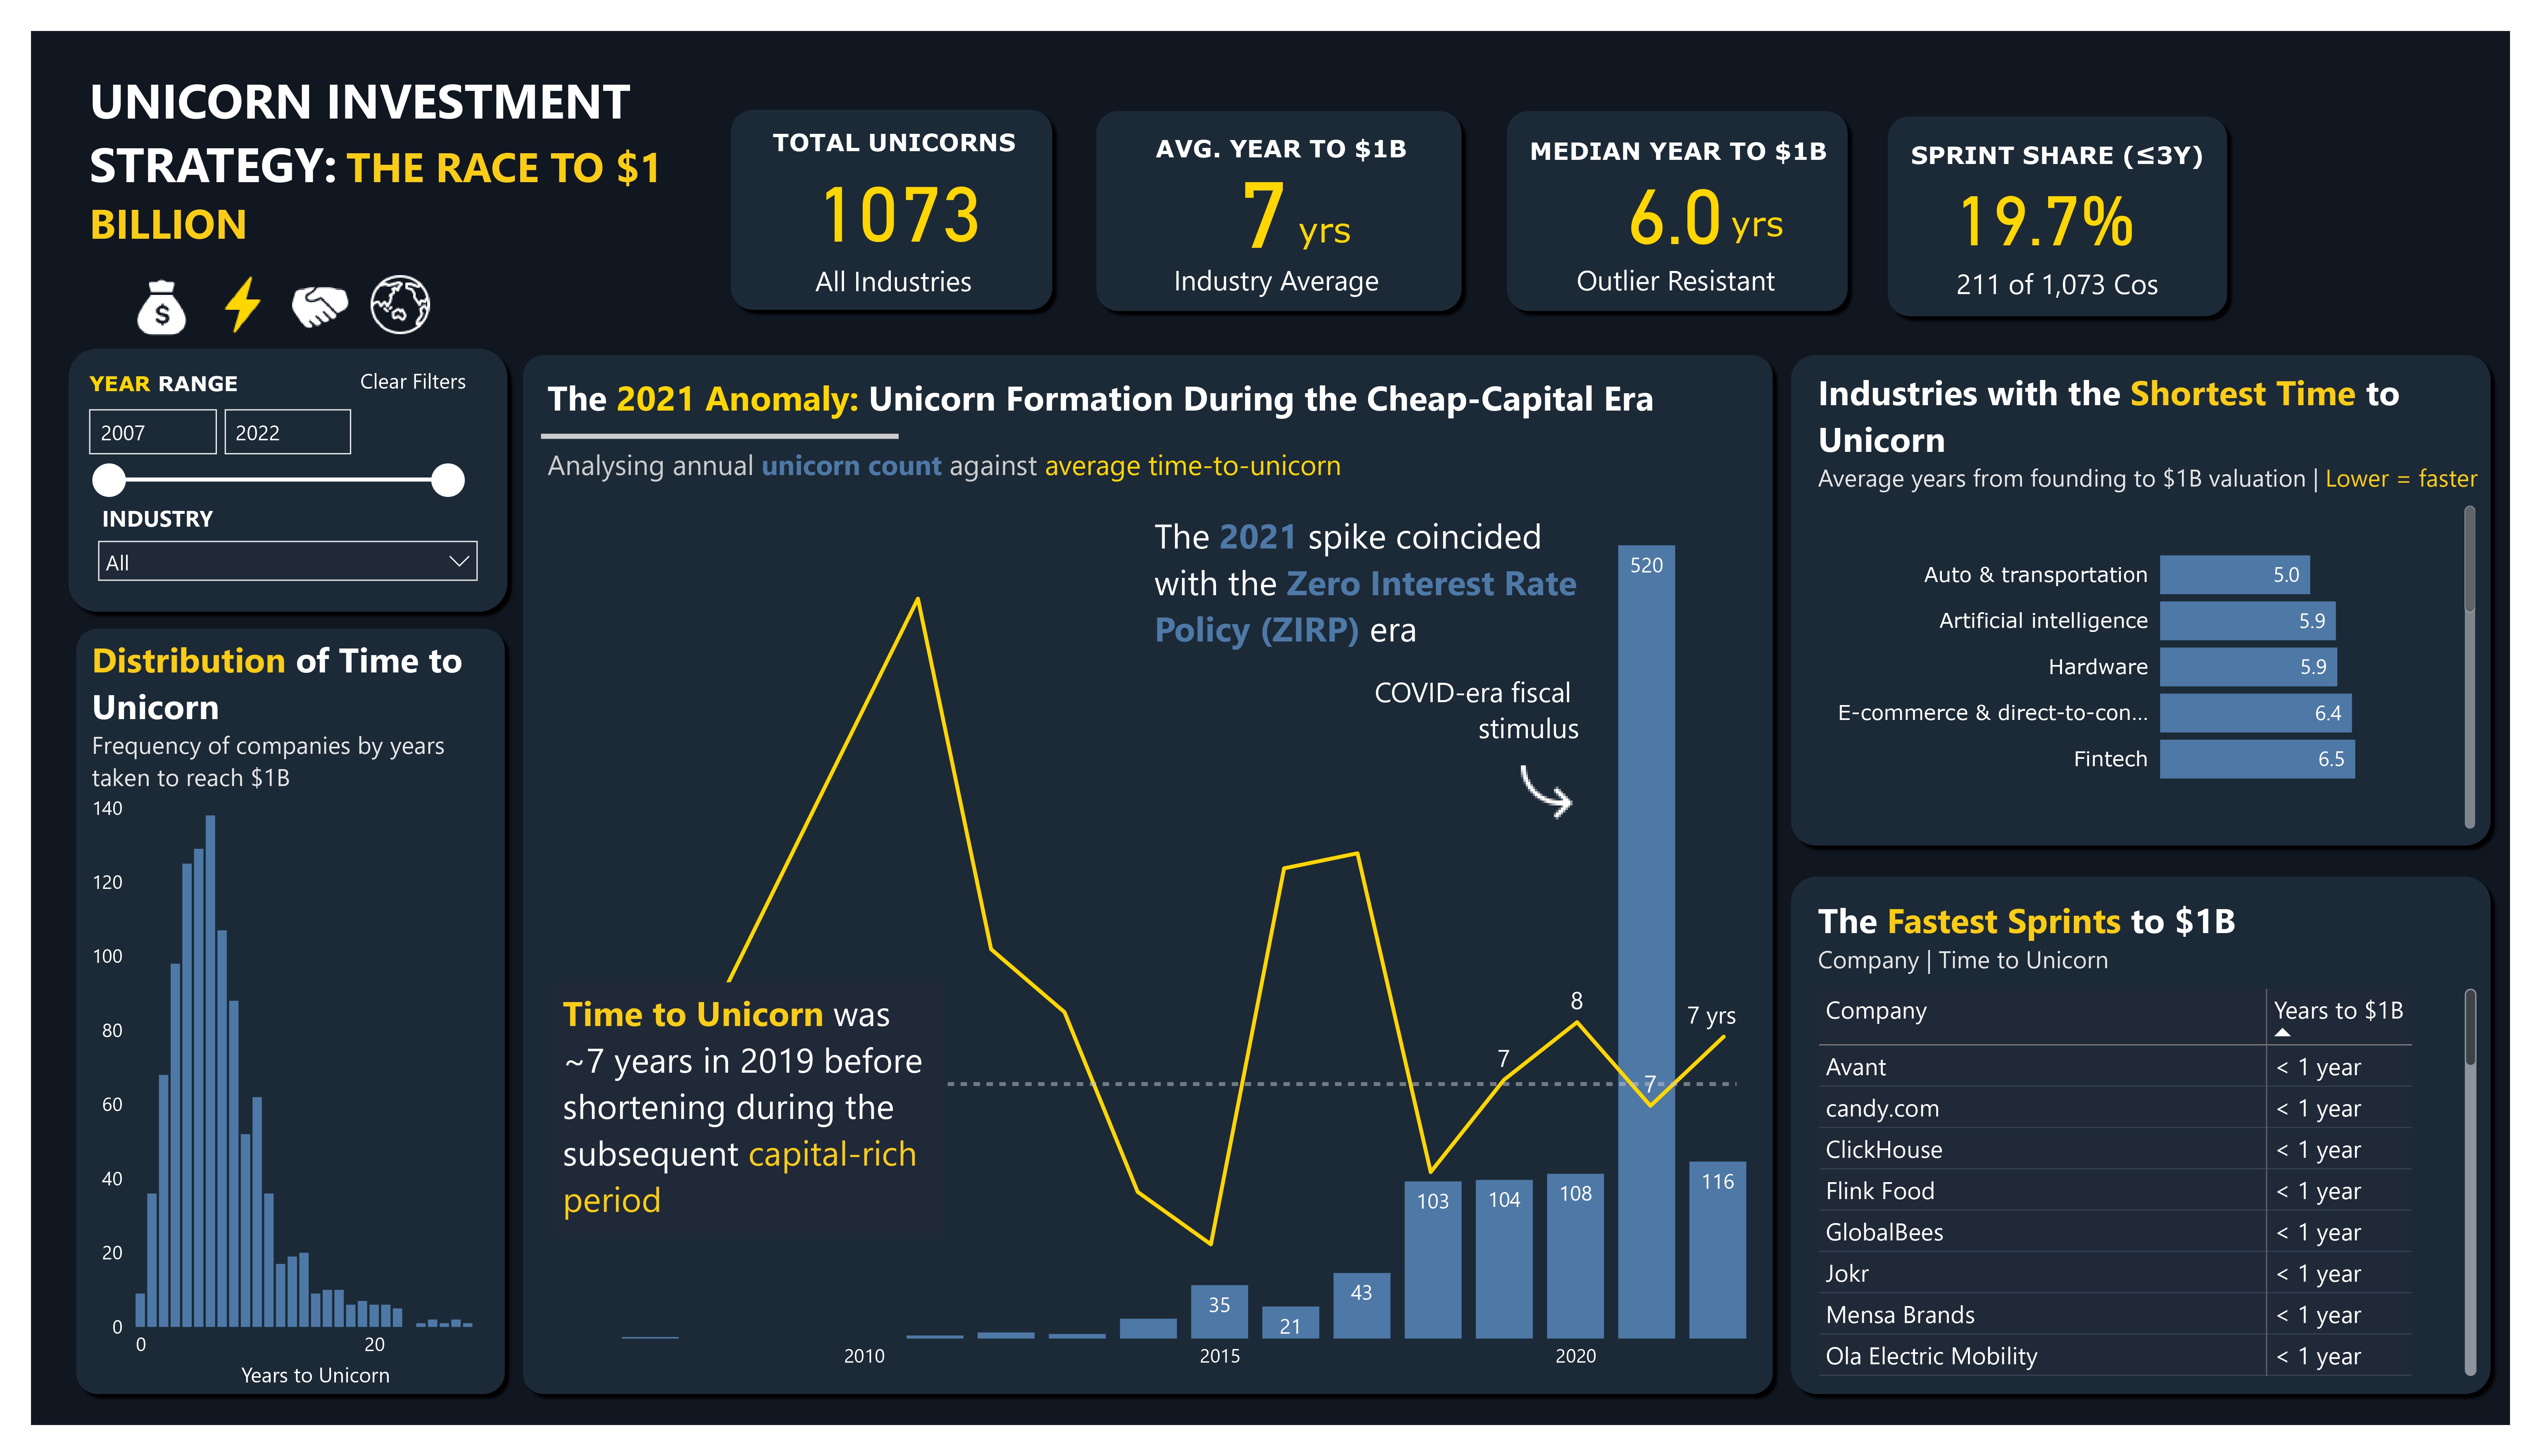 UNICORN INVESTMENT
STRATEGY: THE RACE TO $1
BILLION
TOTAL UNICORNS
1073
All Industries
AVG. YEAR TO $1B
7 yrs
Industry Average
MEDIAN YEAR TO $1B
6.0 yrs
Outlier Resistant
SPRINT SHARE (≤3Y)
19.7%
211 of 1,073 Cos
$
YEAR RANGE
Clear Filters
2007
2022
INDUSTRY
All
Distribution of Time to
Unicorn
Frequency of companies by years
taken to reach $1B
140
120
100
80
60
40
20
0
0
20
Years to Unicorn
The 2021 Anomaly: Unicorn Formation During the Cheap-Capital Era
Analysing annual unicorn count against average time-to-unicorn
The 2021 spike coincided
with the Zero Interest Rate
Policy (ZIRP) era
COVID-era fiscal
stimulus
Time to Unicorn was
~7 years in 2019 before
shortening during the
subsequent capital-rich
period
7
8
7
7 yrs
35
21
43
103
104
108
520
116
2010
2015
2020
Industries with the Shortest Time to
Unicorn
Average years from founding to $1B valuation | Lower = faster
Auto & transportation 5.0
Artificial intelligence 5.9
Hardware 5.9
E-commerce & direct-to-con... 6.4
Fintech 6.5
The Fastest Sprints to $1B
Company | Time to Unicorn
Company Years to $1B
Avant < 1 year
candy.com < 1 year
ClickHouse < 1 year
Flink Food < 1 year
GlobalBees < 1 year
Jokr < 1 year
Mensa Brands < 1 year
Ola Electric Mobility < 1 year